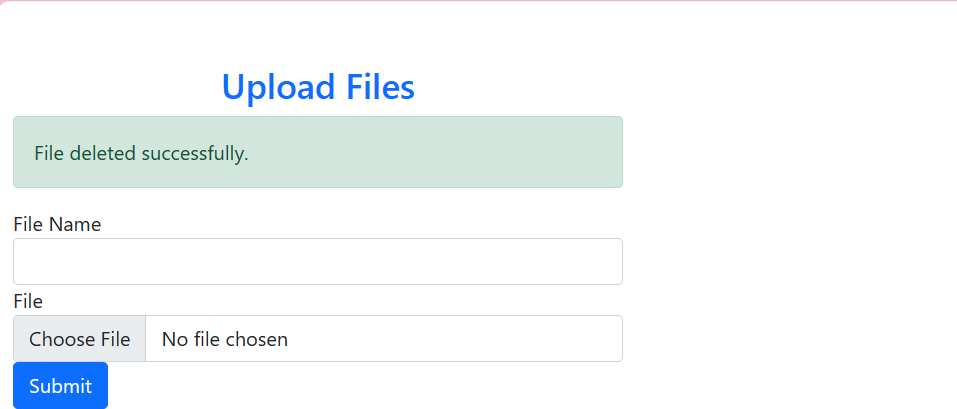 Upload Files
File deleted successfully.
File Name
File
Choose File No file chosen
Submit